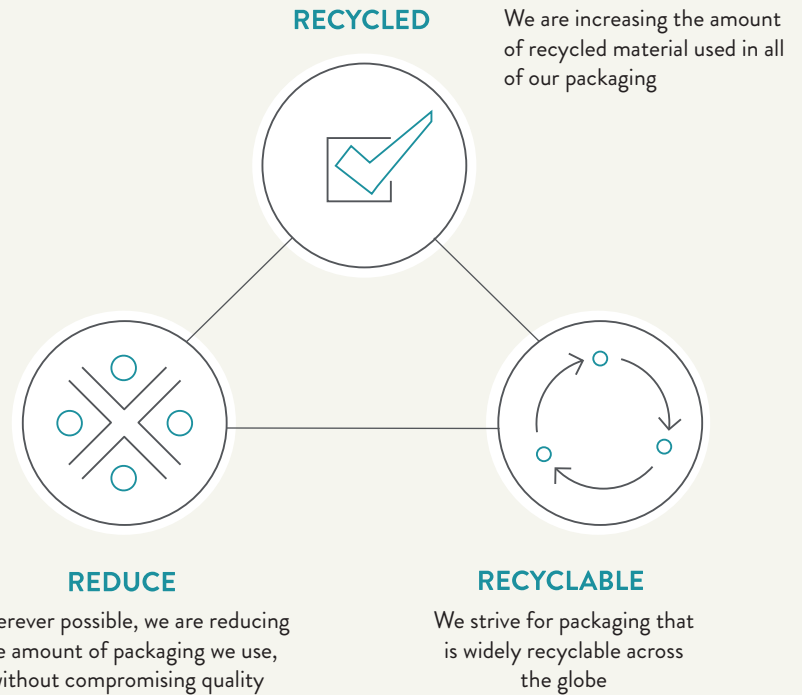 RECYCLED
We are increasing the amount
of recycled material used in all
of our packaging
REDUCE
erever possible, we are reducing
e amount of packaging we use,
ithout compromising quality
RECYCLABLE
We strive for packaging that
is widely recyclable across
the globe